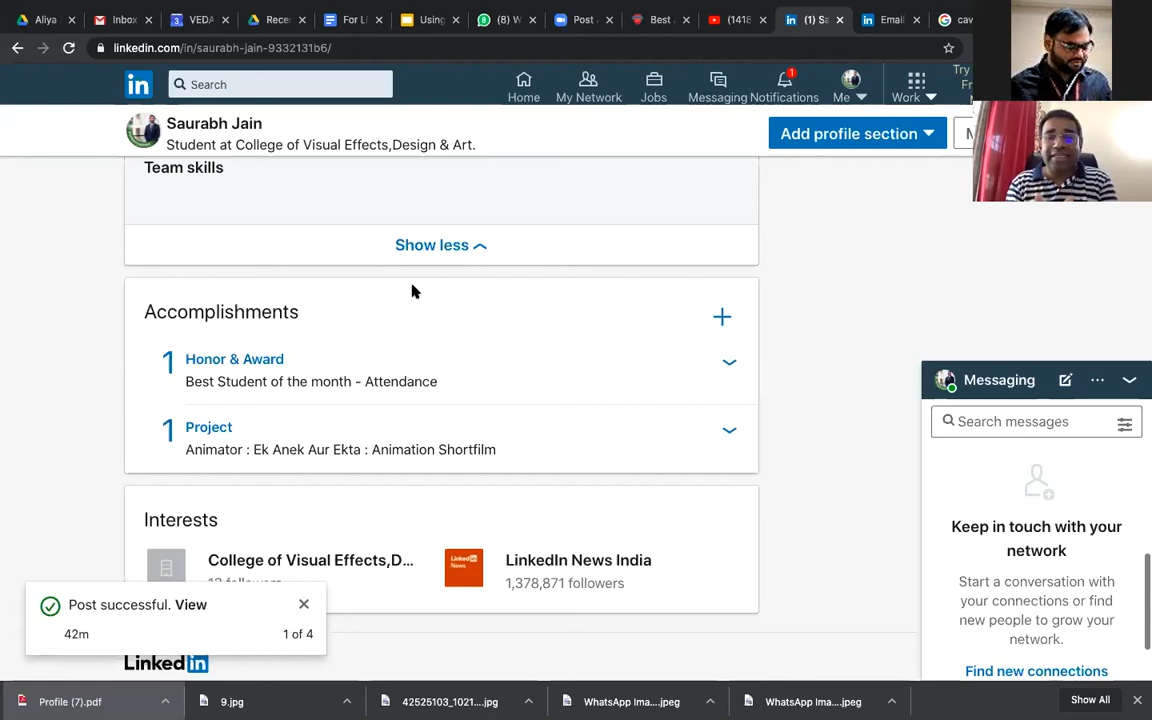 Aliya
Inbox
VEDA
Recer
For Li
Using
(8) W
Post
Best
(1418
(1) Sa
Email
cav
linkedin.com/in/saurabh-jain-9332131b6/
in
Search
Home
My Network
Jobs
Messaging
Notifications
1
Me
Work
Try
Fr
Saurabh Jain
Student at College of Visual Effects,Design & Art.
Add profile section
Team skills
Show less
Accomplishments
1 Honor & Award
Best Student of the month - Attendance
1 Project
Animator : Ek Anek Aur Ekta : Animation Shortfilm
Interests
College of Visual Effects,D...
LinkedIn News
LinkedIn News India
1,378,871 followers
Post successful. View
42m
1 of 4
Linked in
Messaging
Search messages
Keep in touch with your
network
Start a conversation with
your connections or find
new people to grow your
network.
Find new connections
Profile (7).pdf
9.jpg
42525103_1021....jpg
WhatsApp Ima....jpeg
WhatsApp Ima....jpeg
Show All